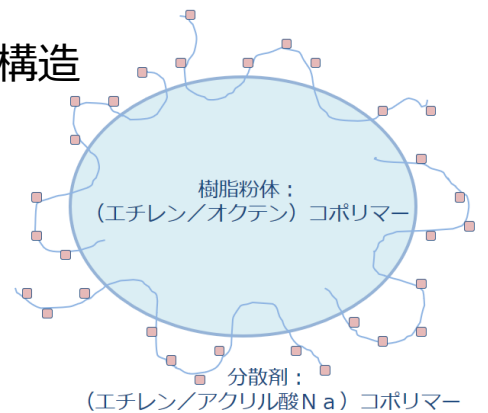 構造
樹脂粉体：
（エチレン／オクテン）コポリマー
分散剤：
（エチレン／アクリル酸Ｎａ）コポリマー